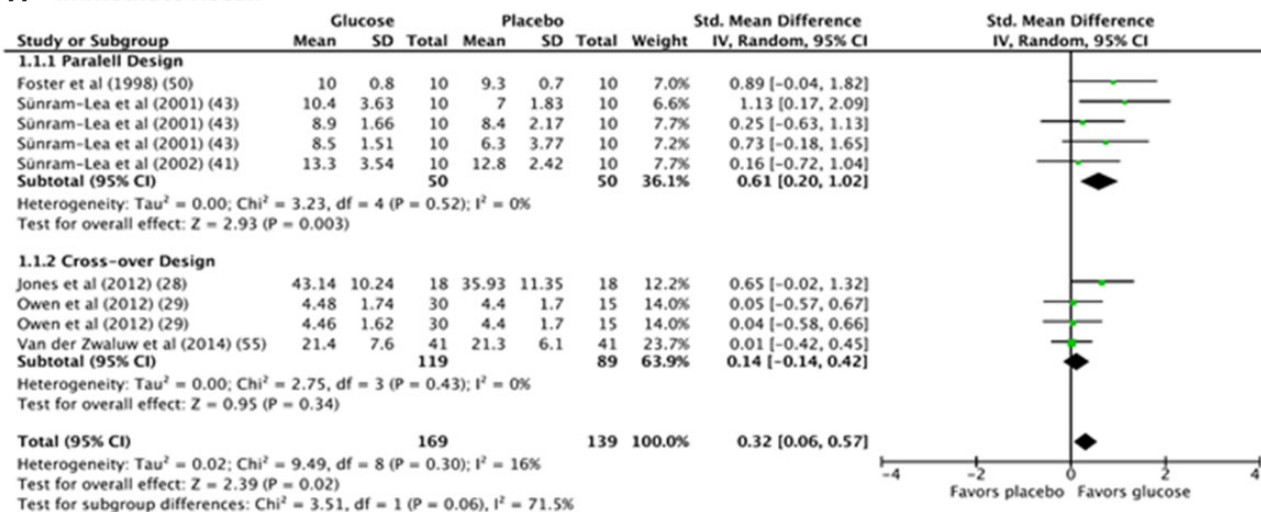 Glucose Placebo Std. Mean Difference Std. Mean Difference
Study or Subgroup Mean SD Total Mean SD Total Weight IV, Random, 95% CI IV, Random, 95% CI
1.1.1 Paralell Design
Foster et al (1998) (50) 10 0.8 10 9.3 0.7 10 7.0% 0.89 [-0.04, 1.82]
Sünram-Lea et al (2001) (43) 10.4 3.63 10 7 1.83 10 6.6% 1.13 [0.17, 2.09]
Sünram-Lea et al (2001) (43) 8.9 1.66 10 8.4 2.17 10 7.7% 0.25 [-0.63, 1.13]
Sünram-Lea et al (2001) (43) 8.5 1.51 10 6.3 3.77 10 7.2% 0.73 [-0.18, 1.65]
Sünram-Lea et al (2002) (41) 13.3 3.54 10 12.8 2.42 10 7.7% 0.16 [-0.72, 1.04]
Subtotal (95% CI) 50 50 36.1% 0.61 [0.20, 1.02]
Heterogeneity: Tau² = 0.00; Chi² = 3.23, df = 4 (P = 0.52); I² = 0%
Test for overall effect: Z = 2.93 (P = 0.003)
1.1.2 Cross-over Design
Jones et al (2012) (28) 43.14 10.24 18 35.93 11.35 18 12.2% 0.65 [-0.02, 1.32]
Owen et al (2012) (29) 4.48 1.74 30 4.4 1.7 15 14.0% 0.05 [-0.57, 0.67]
Owen et al (2012) (29) 4.46 1.62 30 4.4 1.7 15 14.0% 0.04 [-0.58, 0.66]
Van der Zwaluw et al (2014) (55) 21.4 7.6 41 21.3 6.1 41 23.7% 0.01 [-0.42, 0.45]
Subtotal (95% CI) 119 89 63.9% 0.14 [-0.14, 0.42]
Heterogeneity: Tau² = 0.00; Chi² = 2.75, df = 3 (P = 0.43); I² = 0%
Test for overall effect: Z = 0.95 (P = 0.34)
Total (95% CI) 169 139 100.0% 0.32 [0.06, 0.57]
Heterogeneity: Tau² = 0.02; Chi² = 9.49, df = 8 (P = 0.30); I² = 16%
Test for overall effect: Z = 2.39 (P = 0.02)
Test for subgroup differences: Chi² = 3.51, df = 1 (P = 0.06), I² = 71.5%
-4 -2 0 2 4
Favors placebo Favors glucose